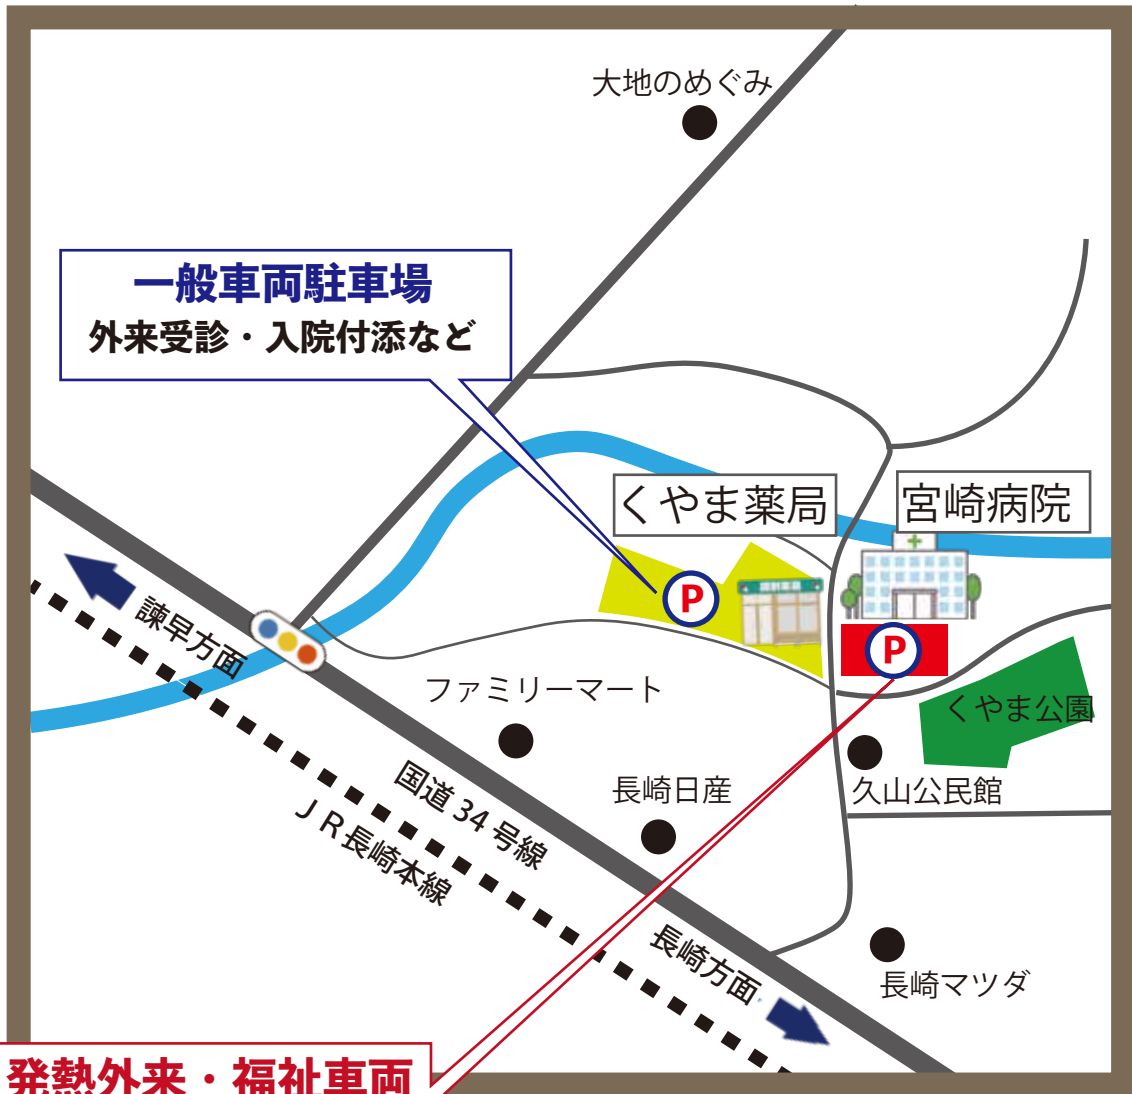 大地のめぐみ
一般車両駐車場
外来受診・入院付添など
くやま薬局
宮崎病院
P
P
諫早方面
ファミリーマート
くやま公園
国道 34 号線
ＪＲ長崎本線
長崎日産
久山公民館
長崎方面
長崎マツダ
発熱外来・福祉車両